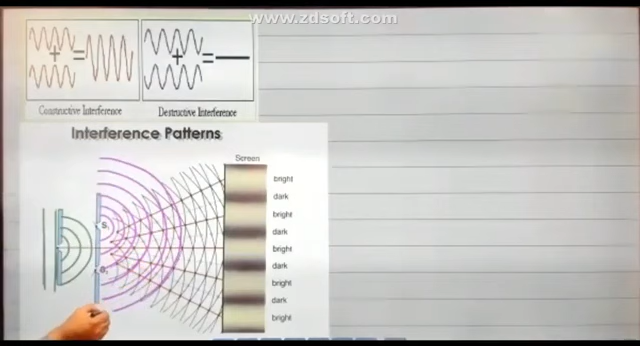 www.zdsoft.com
+ = + =
Constructive Interference Destructive Interference
Interference Patterns
Screen
bright
dark
bright
dark
bright
dark
bright
dark
bright
S₁